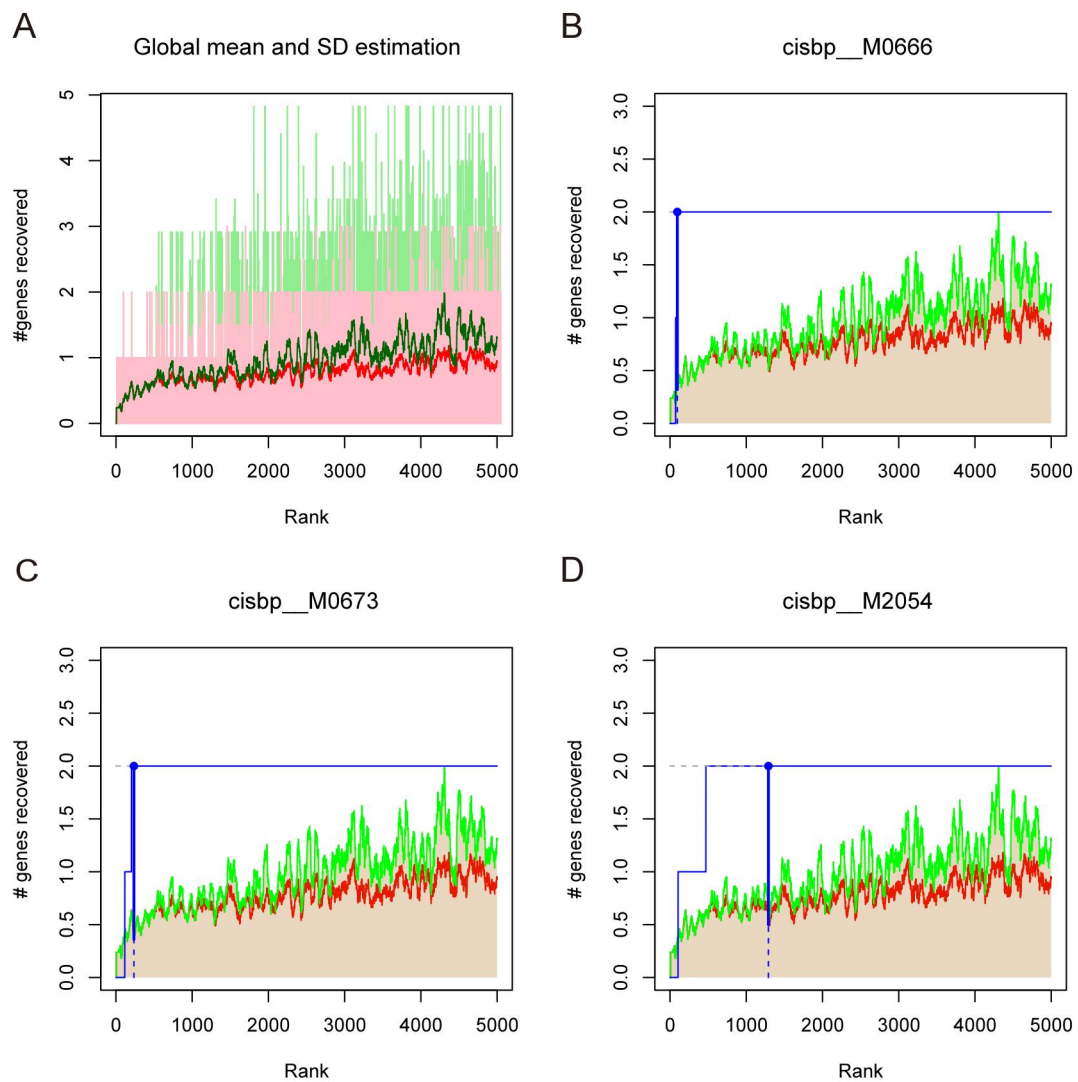 A
Global mean and SD estimation
#genes recovered
5
4
3
2
1
0
0 1000 2000 3000 4000 5000
Rank
B
cisbp__M0666
# genes recovered
3.0
2.5
2.0
1.5
1.0
0.5
0.0
0 1000 2000 3000 4000 5000
Rank
C
cisbp__M0673
# genes recovered
3.0
2.5
2.0
1.5
1.0
0.5
0.0
0 1000 2000 3000 4000 5000
Rank
D
cisbp__M2054
# genes recovered
3.0
2.5
2.0
1.5
1.0
0.5
0.0
0 1000 2000 3000 4000 5000
Rank